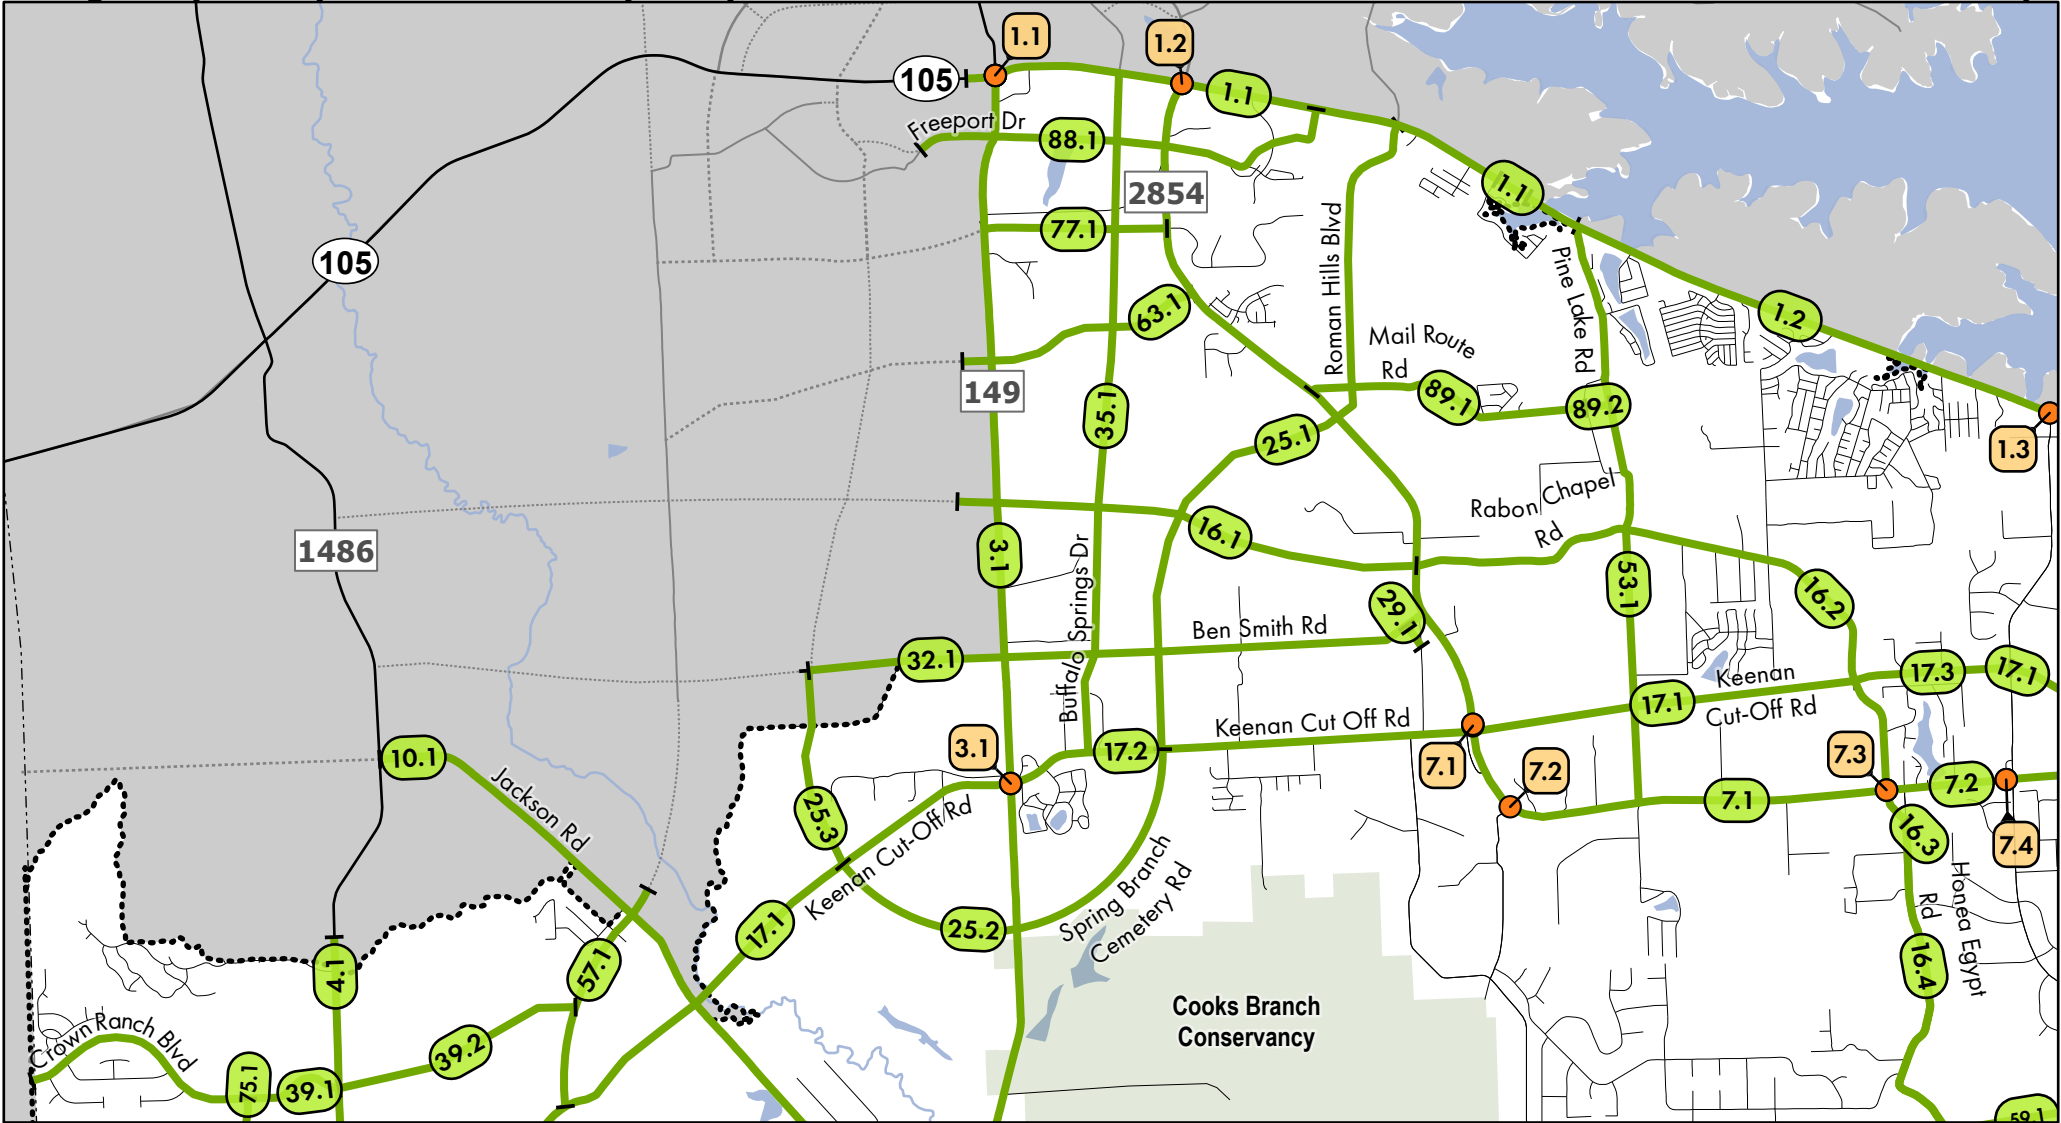 1.1
1.2
105
1.1
Freeport Dr
88.1
1.1
2854
77.1
105
Roman Hills Blvd
Pine Lake Rd
63.1
1.2
Mail Route
Rd
149
35.1
89.1
89.2
25.1
1.3
Rabon Chapel
Rd
16.1
1486
3.1
Buffalo Springs Dr
53.1
16.2
29.1
Ben Smith Rd
32.1
17.3
17.1
Keenan
17.1
Cut-Off Rd
Keenan Cut Off Rd
3.1
17.2
10.1
7.1
7.2
7.3
7.2
7.1
Jackson Rd
25.3
Keenan Cut-Off Rd
16.3
7.4
Spring Branch
Cemetery Rd
Honea Egypt
Rd
17.1
25.2
57.1
4.1
16.4
Cooks Branch
Conservancy
Crown Ranch Blvd
39.2
75.1
39.1
59.1